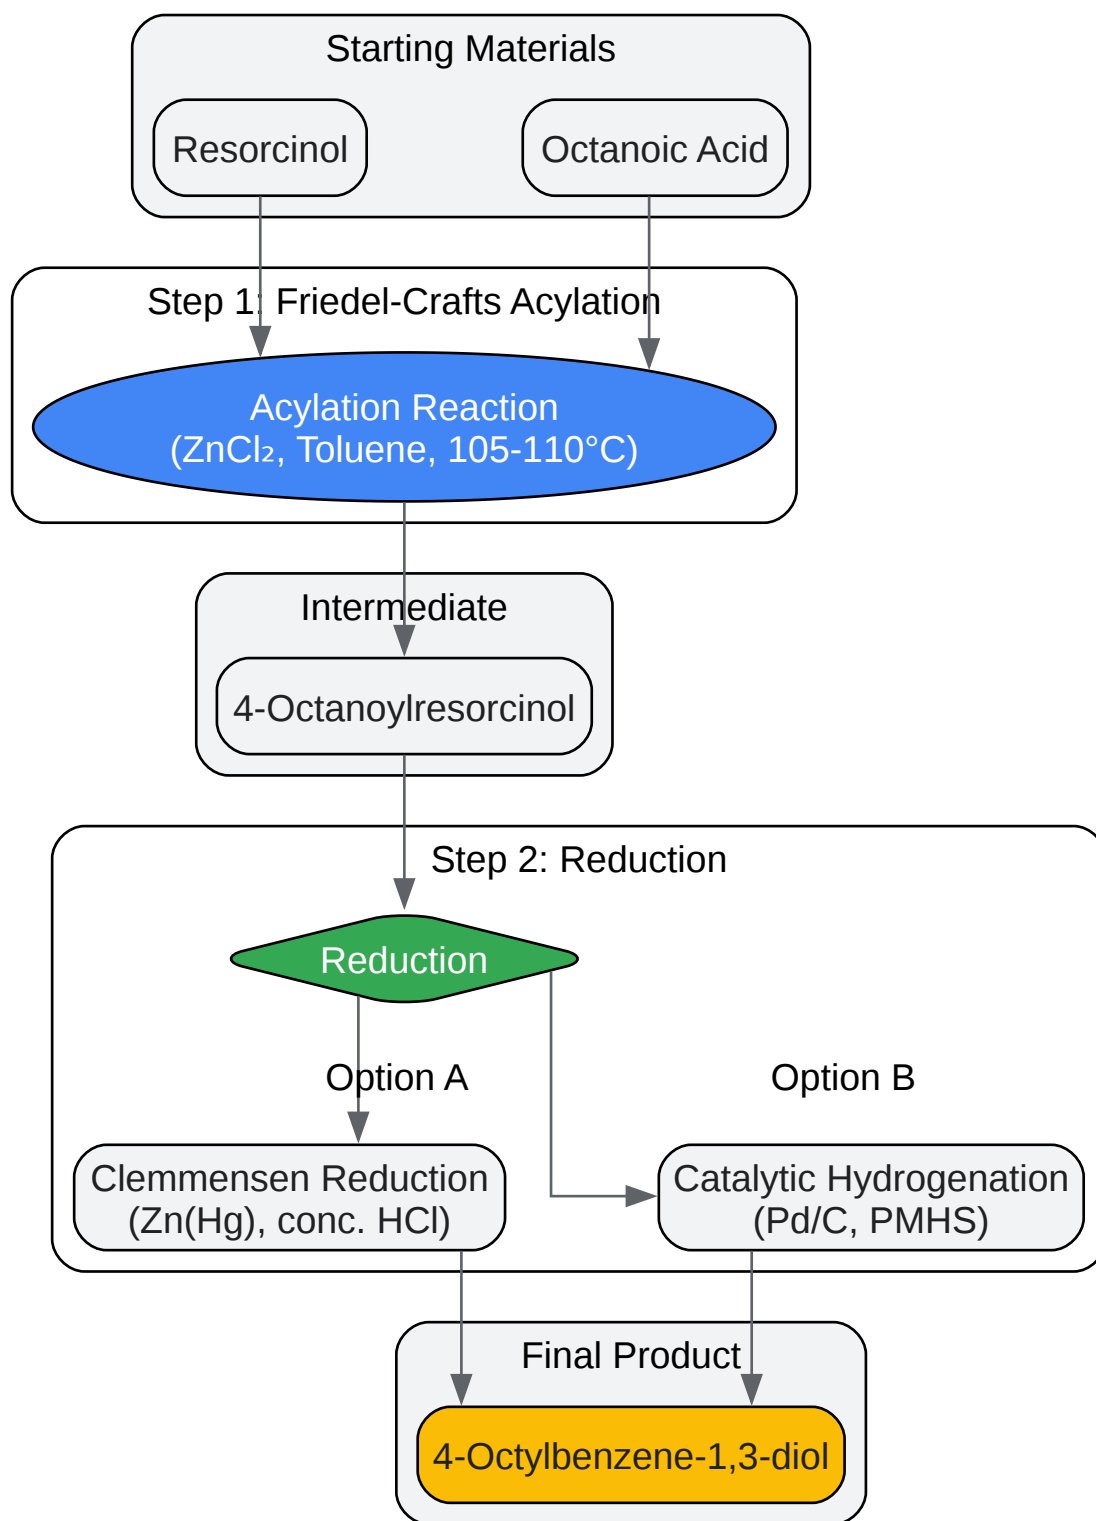 Starting Materials
Resorcinol
Octanoic Acid
Step 1: Friedel-Crafts Acylation
Acylation Reaction
(ZnCl₂, Toluene, 105-110°C)
Intermediate
4-Octanoylresorcinol
Step 2: Reduction
Reduction
Option A
Option B
Clemmensen Reduction
(Zn(Hg), conc. HCl)
Catalytic Hydrogenation
(Pd/C, PMHS)
Final Product
4-Octylbenzene-1,3-diol